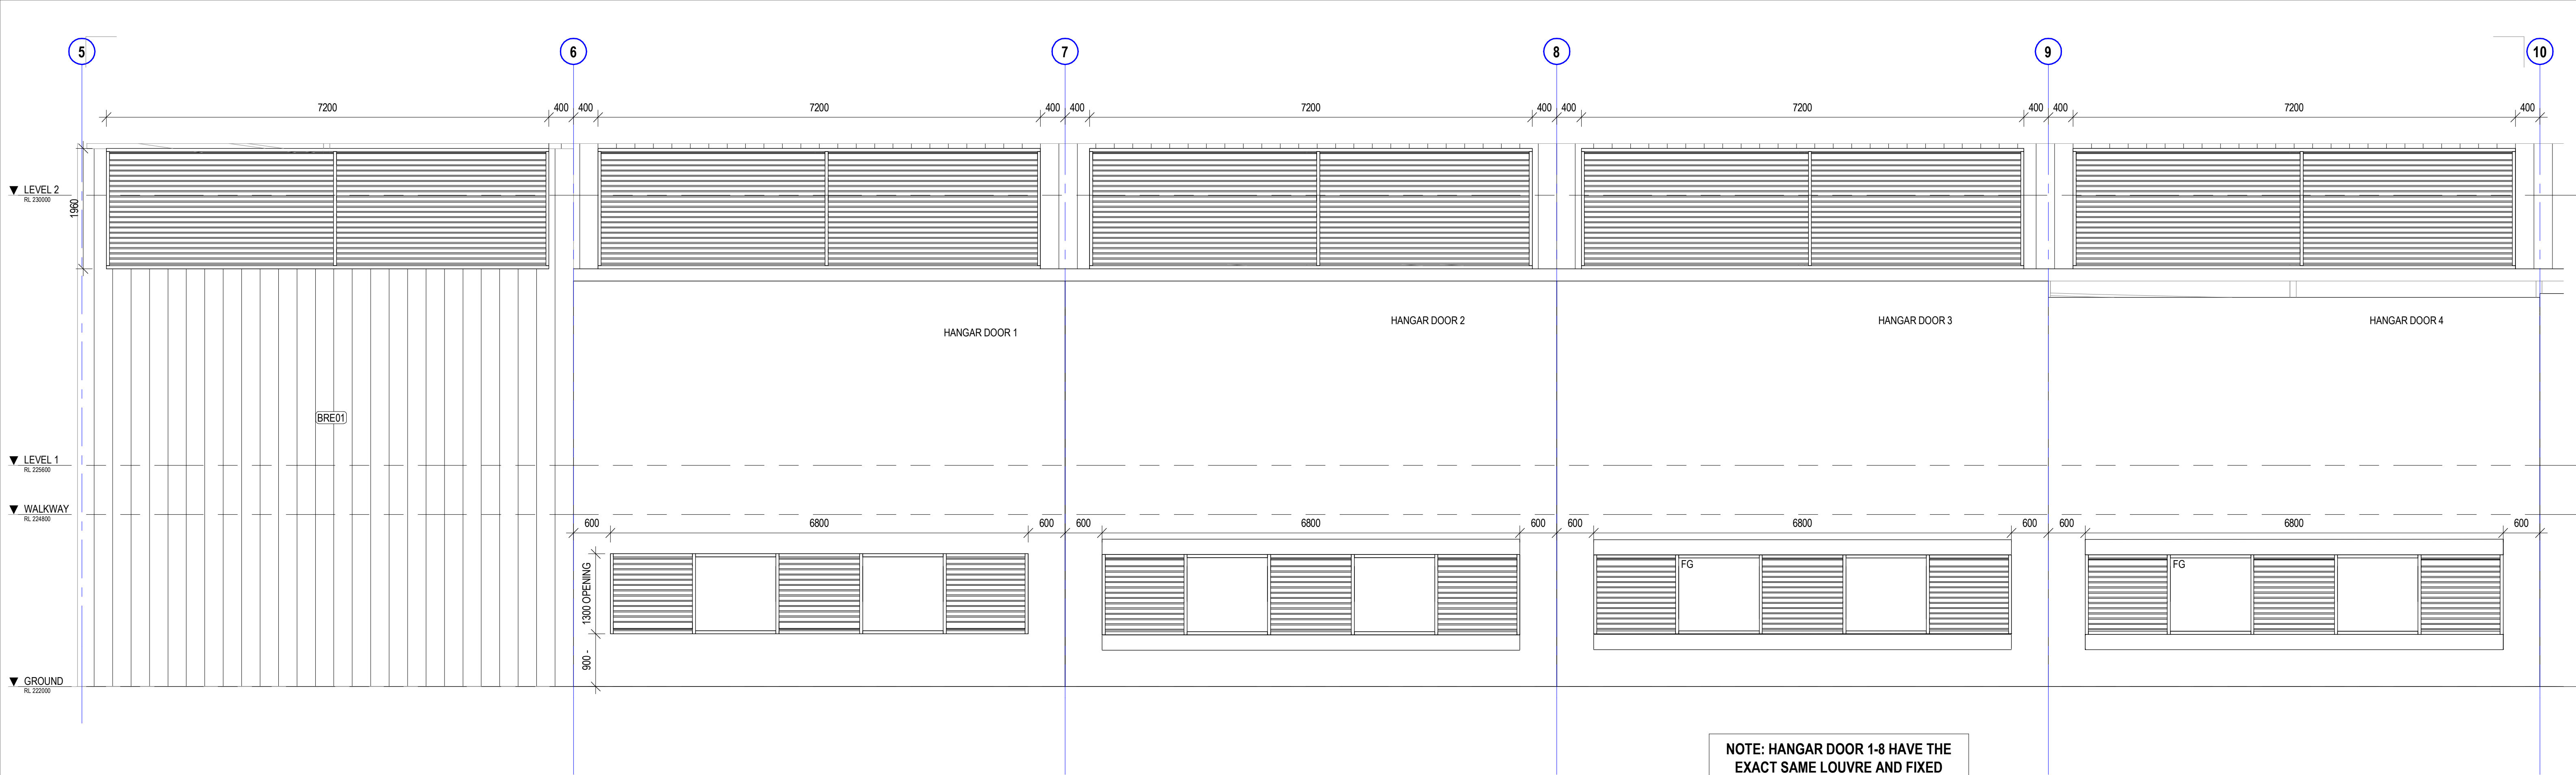 5 6 7 8 9 10
7200 400 400 7200 400 400 7200 400 400 7200 400 400 7200 400
LEVEL 2
RL 230000
1960
HANGAR DOOR 1
HANGAR DOOR 2
HANGAR DOOR 3
HANGAR DOOR 4
BRE01
LEVEL 1
RL 225600
WALKWAY
RL 224800
600 6800 600 600 6800 600 600 6800 600 600 6800 600
1300 OPENING
FG
FG
900 -
GROUND
RL 222000
NOTE: HANGAR DOOR 1-8 HAVE THE
EXACT SAME LOUVRE AND FIXED